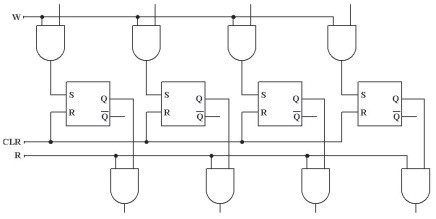 W
S Q S Q S Q S Q
R Q̅ R Q̅ R Q̅ R Q̅
CLR
R